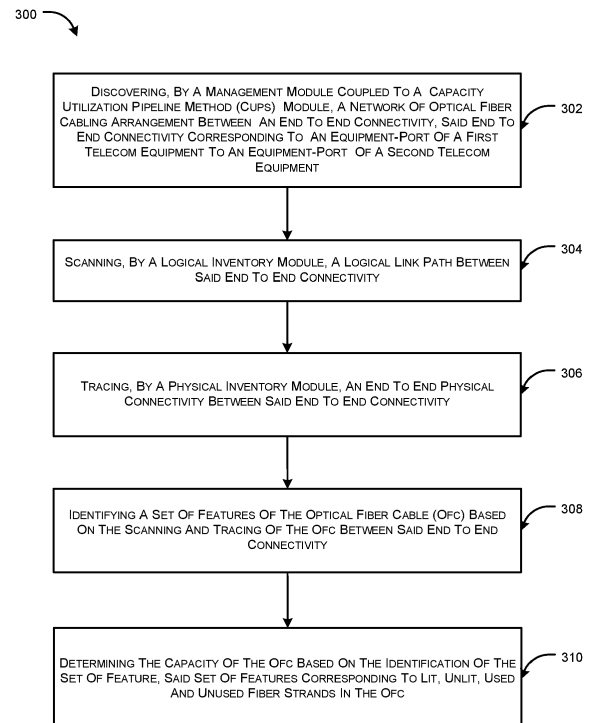 300
DISCOVERING, BY A MANAGEMENT MODULE COUPLED TO A CAPACITY
UTILIZATION PIPELINE METHOD (CUPS) MODULE, A NETWORK OF OPTICAL FIBER
CABLING ARRANGEMENT BETWEEN AN END TO END CONNECTIVITY, SAID END TO
END CONNECTIVITY CORRESPONDING TO AN EQUIPMENT-PORT OF A FIRST
TELECOM EQUIPMENT TO AN EQUIPMENT-PORT OF A SECOND TELECOM
EQUIPMENT
302
SCANNING, BY A LOGICAL INVENTORY MODULE, A LOGICAL LINK PATH BETWEEN
SAID END TO END CONNECTIVITY
304
TRACING, BY A PHYSICAL INVENTORY MODULE, AN END TO END PHYSICAL
CONNECTIVITY BETWEEN SAID END TO END CONNECTIVITY
306
IDENTIFYING A SET OF FEATURES OF THE OPTICAL FIBER CABLE (OFC) BASED
ON THE SCANNING AND TRACING OF THE OFC BETWEEN SAID END TO END
CONNECTIVITY
308
DETERMINING THE CAPACITY OF THE OFC BASED ON THE IDENTIFICATION OF THE
SET OF FEATURE, SAID SET OF FEATURES CORRESPONDING TO LIT, UNLIT, USED
AND UNUSED FIBER STRANDS IN THE OFC
310